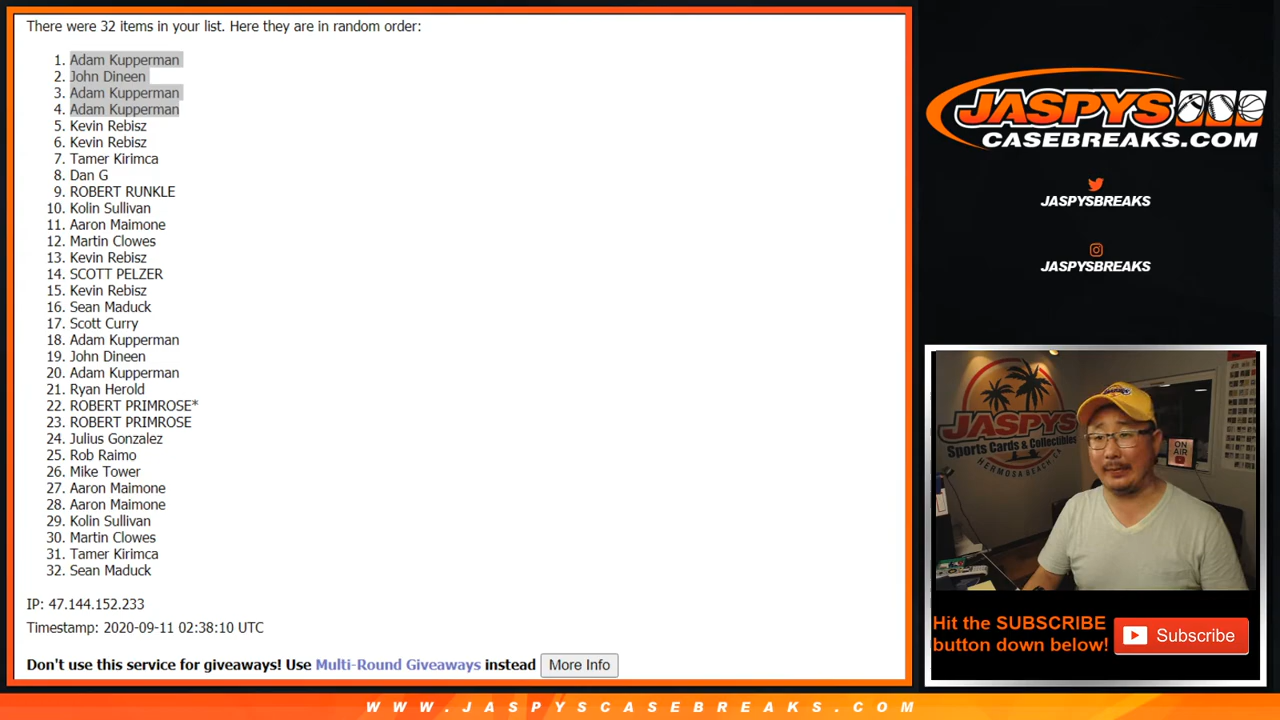 There were 32 items in your list. Here they are in random order:
1. Adam Kupperman
2. John Dineen
3. Adam Kupperman
4. Adam Kupperman
5. Kevin Rebisz
6. Kevin Rebisz
7. Tamer Kirimca
8. Dan G
9. ROBERT RUNKLE
10. Kolin Sullivan
11. Aaron Maimone
12. Martin Clowes
13. Kevin Rebisz
14. SCOTT PELZER
15. Kevin Rebisz
16. Sean Maduck
17. Scott Curry
18. Adam Kupperman
19. John Dineen
20. Adam Kupperman
21. Ryan Herold
22. ROBERT PRIMROSE*
23. ROBERT PRIMROSE
24. Julius Gonzalez
25. Rob Raimo
26. Mike Tower
27. Aaron Maimone
28. Aaron Maimone
29. Kolin Sullivan
30. Martin Clowes
31. Tamer Kirimca
32. Sean Maduck
IP: 47.144.152.233
Timestamp: 2020-09-11 02:38:10 UTC
Don't use this service for giveaways! Use Multi-Round Giveaways instead More Info
JASPYS
CASEBREAKS.COM
JASPYSBREAKS
JASPYSBREAKS
JASPYS
Sports Cards & Collectibles
HERMOSA BEACH, CA
ON
AIR
Hit the SUBSCRIBE
button down below!
Subscribe
WWW.JASPYSCASEBREAKS.COM